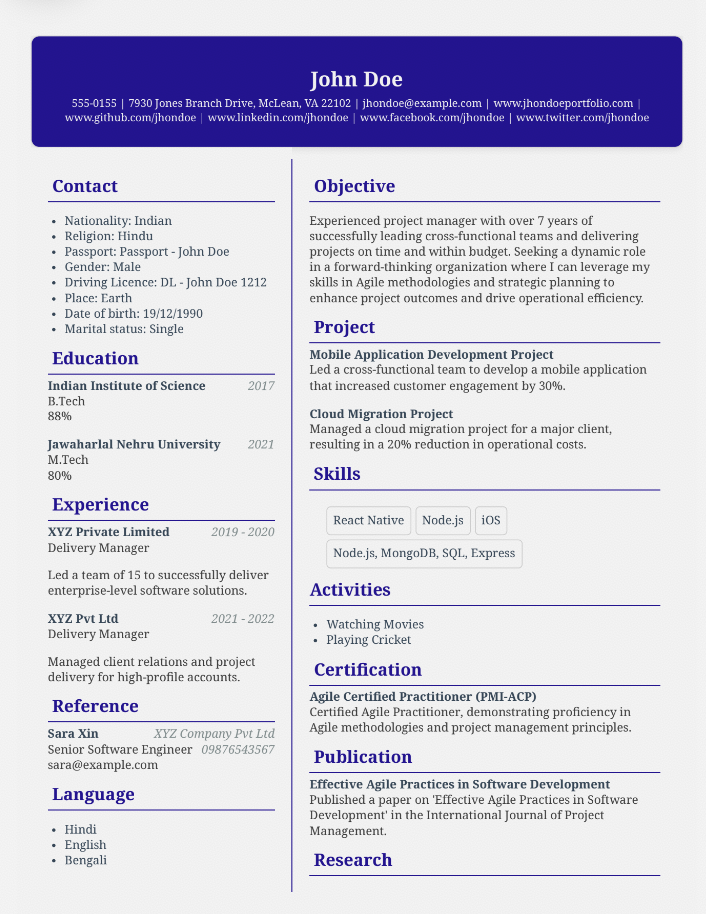 John Doe
555-0155 | 7930 Jones Branch Drive, McLean, VA 22102 | jhondoe@example.com | www.jhondoeportfolio.com |
www.github.com/jhondoe | www.linkedin.com/jhondoe | www.facebook.com/jhondoe | www.twitter.com/jhondoe
Contact
• Nationality: Indian
• Religion: Hindu
• Passport: Passport - John Doe
• Gender: Male
• Driving Licence: DL - John Doe 1212
• Place: Earth
• Date of birth: 19/12/1990
• Marital status: Single
Education
Indian Institute of Science 2017
B.Tech
88%
Jawaharlal Nehru University 2021
M.Tech
80%
Experience
XYZ Private Limited 2019 - 2020
Delivery Manager
Led a team of 15 to successfully deliver
enterprise-level software solutions.
XYZ Pvt Ltd 2021 - 2022
Delivery Manager
Managed client relations and project
delivery for high-profile accounts.
Reference
Sara Xin XYZ Company Pvt Ltd
Senior Software Engineer 09876543567
sara@example.com
Language
• Hindi
• English
• Bengali
Objective
Experienced project manager with over 7 years of
successfully leading cross-functional teams and delivering
projects on time and within budget. Seeking a dynamic role
in a forward-thinking organization where I can leverage my
skills in Agile methodologies and strategic planning to
enhance project outcomes and drive operational efficiency.
Project
Mobile Application Development Project
Led a cross-functional team to develop a mobile application
that increased customer engagement by 30%.
Cloud Migration Project
Managed a cloud migration project for a major client,
resulting in a 20% reduction in operational costs.
Skills
React Native Node.js iOS
Node.js, MongoDB, SQL, Express
Activities
• Watching Movies
• Playing Cricket
Certification
Agile Certified Practitioner (PMI-ACP)
Certified Agile Practitioner, demonstrating proficiency in
Agile methodologies and project management principles.
Publication
Effective Agile Practices in Software Development
Published a paper on 'Effective Agile Practices in Software
Development' in the International Journal of Project
Management.
Research